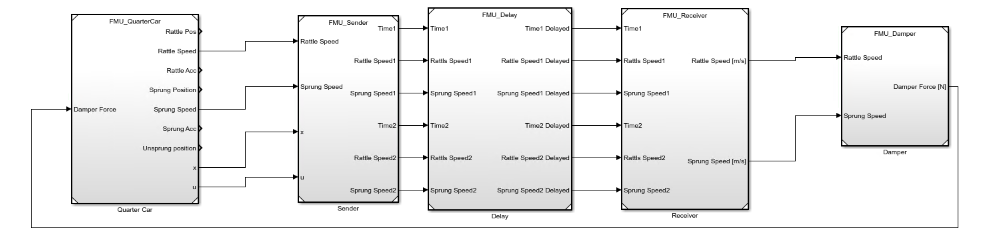 FMU_QuarterCar
Rattle Pos
Rattle Speed
Rattle Acc
Sprung Position
Damper Force
Sprung Speed
Sprung Acc
Unsprung position
x
u
Quarter Car
FMU_Sender
Time1
Rattle Speed
Rattle Speed1
Sprung Speed
Sprung Speed1
Time2
x
Rattle Speed2
u
Sprung Speed2
Sender
FMU_Delay
Time1
Time1 Delayed
Rattle Speed1
Rattle Speed1 Delayed
Sprung Speed1
Sprung Speed1 Delayed
Time2
Time2 Delayed
Rattle Speed2
Rattle Speed2 Delayed
Sprung Speed2
Sprung Speed2 Delayed
Delay
FMU_Receiver
Time1
Rattle Speed1
Rattle Speed [m/s]
Sprung Speed1
Time2
Rattle Speed2
Sprung Speed [m/s]
Sprung Speed2
Receiver
FMU_Damper
Rattle Speed
Damper Force [N]
Sprung Speed
Damper